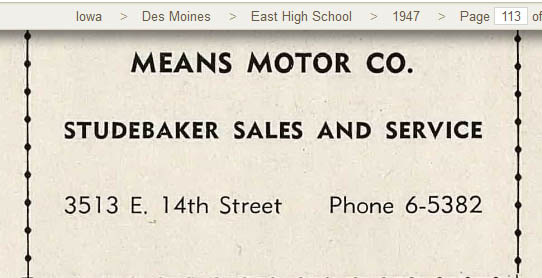 Iowa > Des Moines > East High School > 1947 > Page 113 of
MEANS MOTOR CO.
STUDEBAKER SALES AND SERVICE
3513 E. 14th Street Phone 6-5382